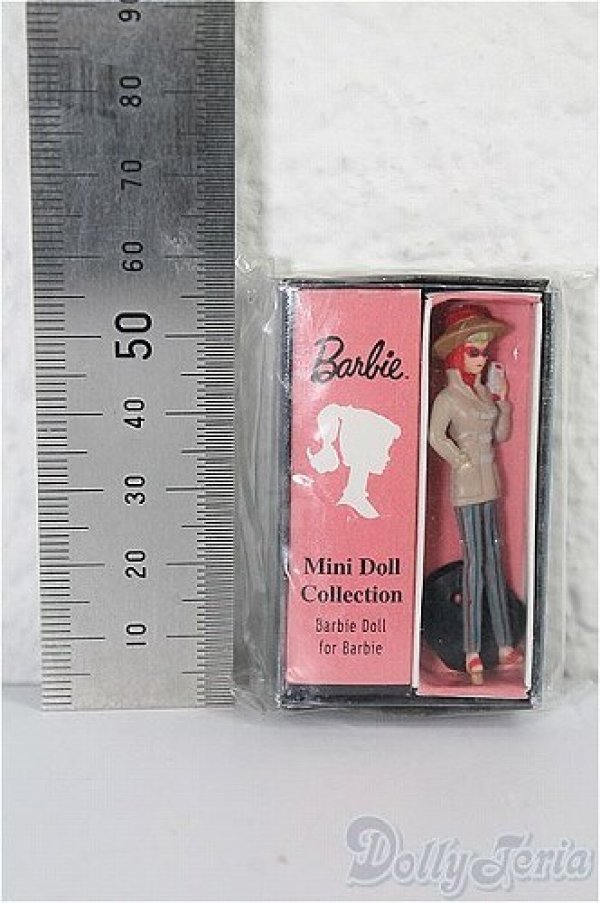 90
80
70
60
50
40
30
20
10
Barbie.
Mini Doll
Collection
Barbie Doll
for Barbie
DollyTeria